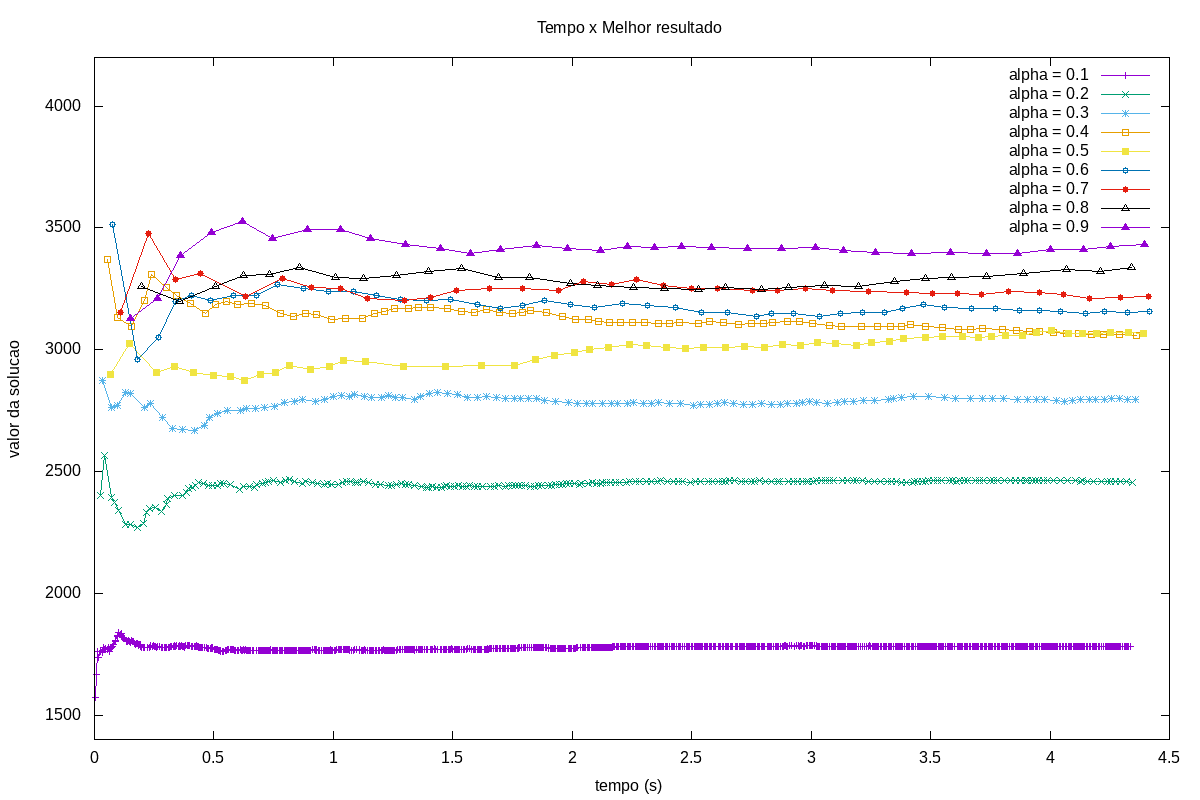 Tempo x Melhor resultado
alpha = 0.1
alpha = 0.2
alpha = 0.3
alpha = 0.4
alpha = 0.5
alpha = 0.6
alpha = 0.7
alpha = 0.8
alpha = 0.9
4000
3500
3000
2500
2000
1500
valor da solucao
0 0.5 1 1.5 2 2.5 3 3.5 4 4.5
tempo (s)